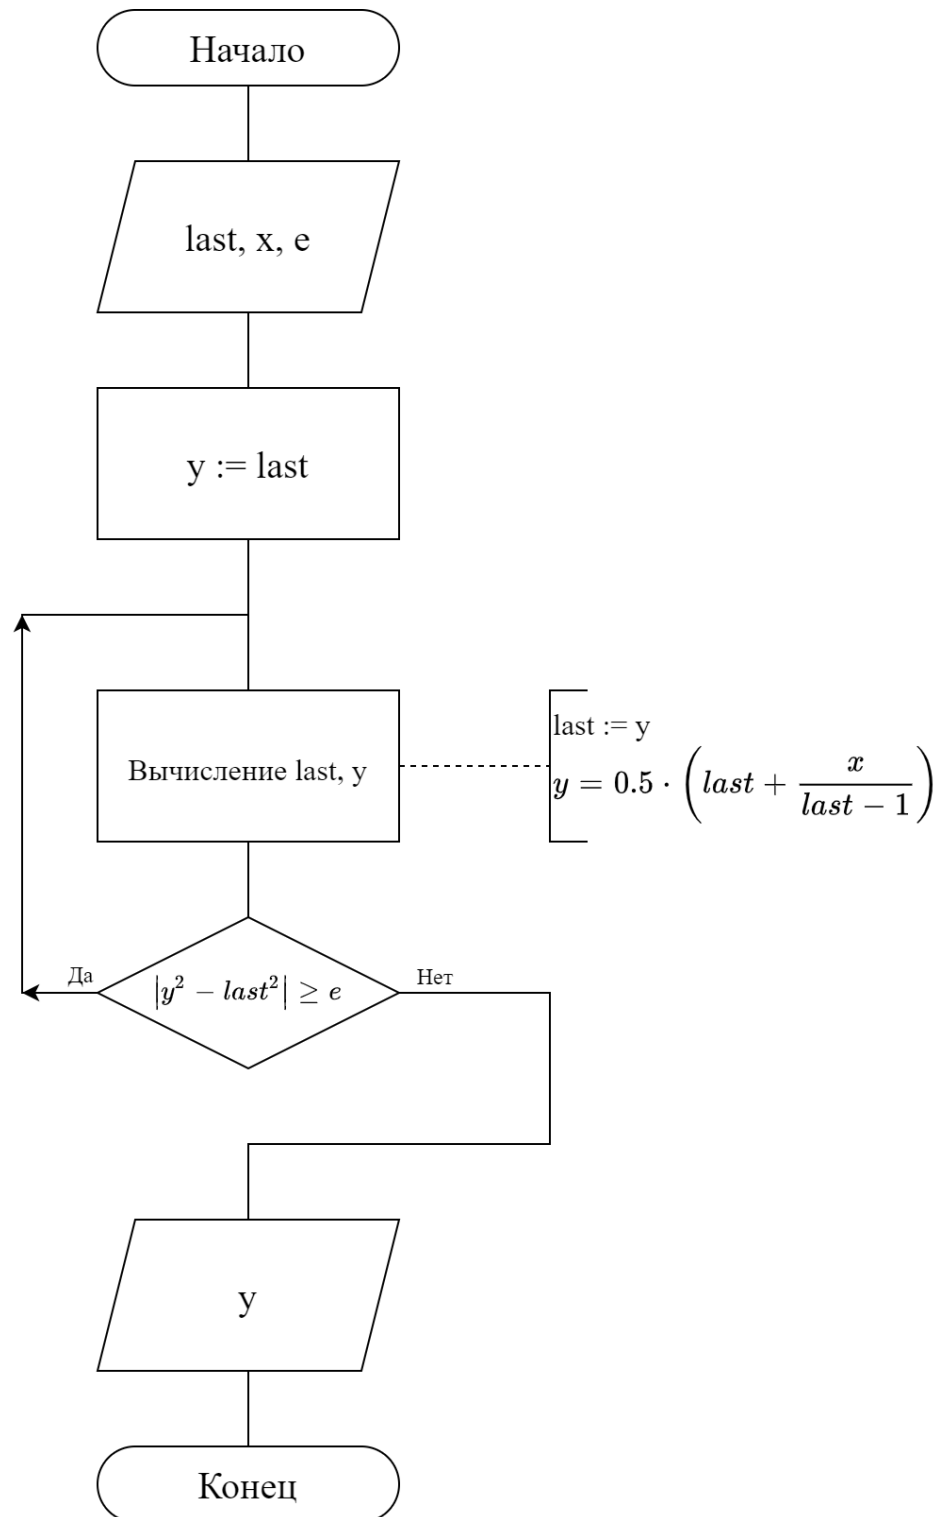 Начало
last, x, e
y := last
Вычисление last, y
last := y
y = 0.5 · (last + x / (last − 1))
Да
|y² − last²| ≥ e
Нет
y
Конец